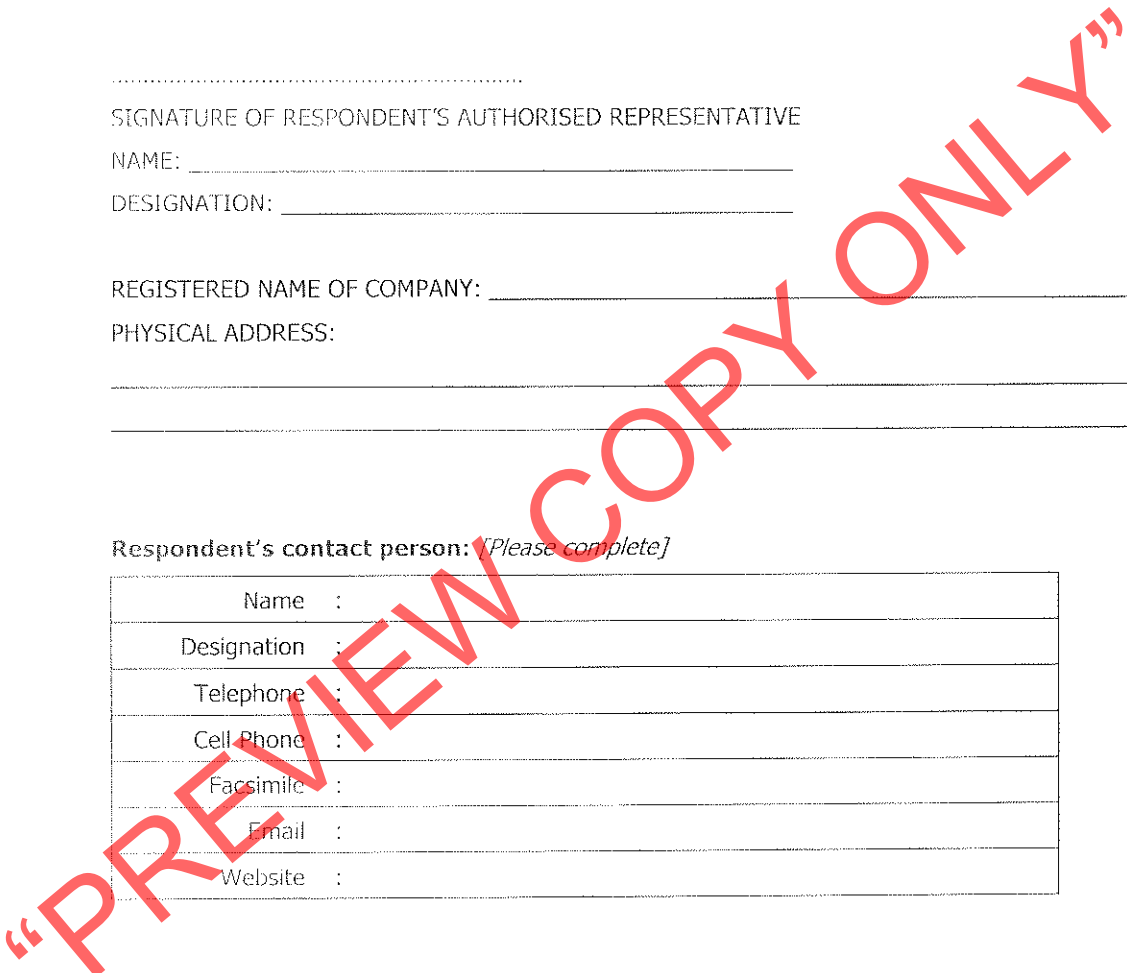 SIGNATURE OF RESPONDENT'S AUTHORISED REPRESENTATIVE
NAME:
DESIGNATION:
REGISTERED NAME OF COMPANY:
PHYSICAL ADDRESS:
Respondent's contact person: [Please complete]
Name :
Designation :
Telephone :
Cell Phone :
Facsimile :
Email :
Website :
“PREVIEW COPY ONLY”